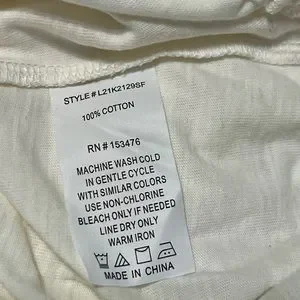 STYLE # L21K2129SF
100% COTTON
RN # 153476
MACHINE WASH COLD
IN GENTLE CYCLE
WITH SIMILAR COLORS
USE NON-CHLORINE
BLEACH ONLY IF NEEDED
LINE DRY ONLY
WARM IRON
MADE IN CHINA